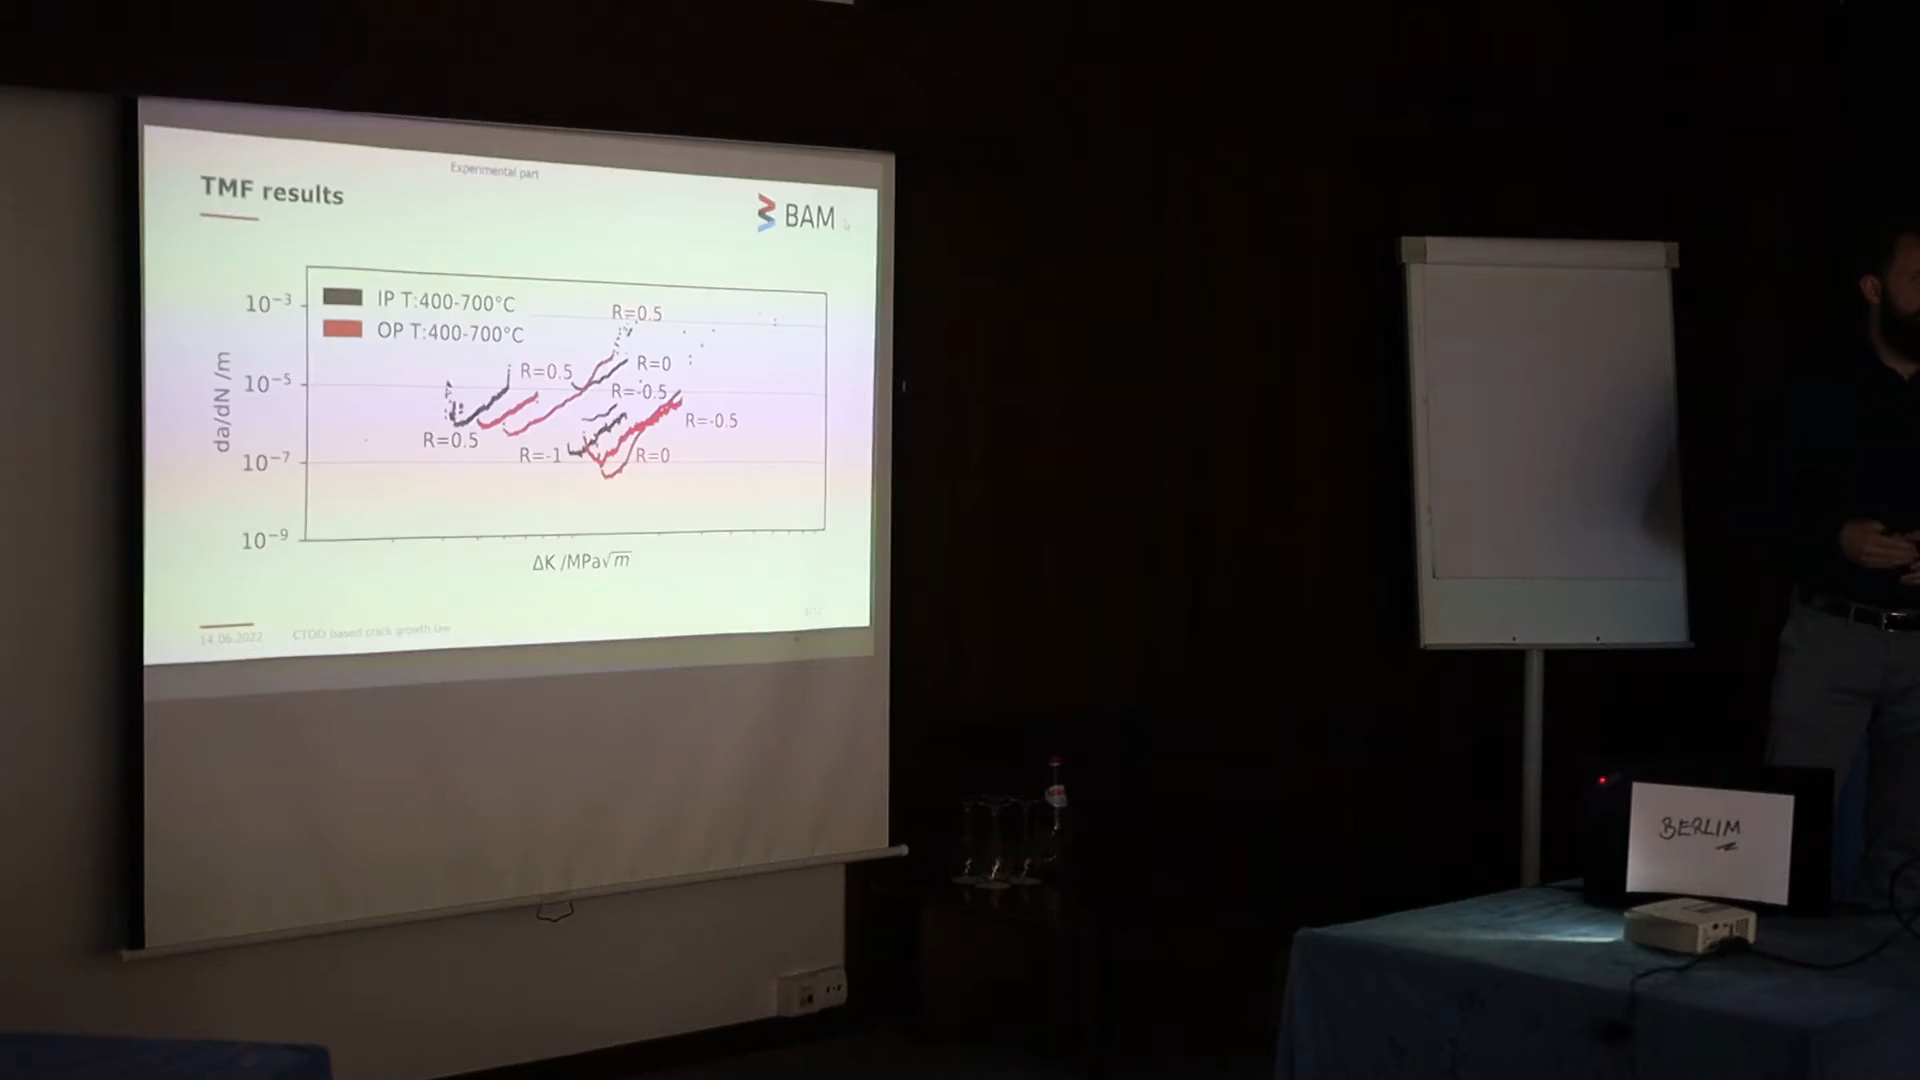 Experimental part
TMF results
BAM
10⁻³
10⁻⁵
10⁻⁷
10⁻⁹
da/dN /m
IP T:400-700°C
OP T:400-700°C
R=0.5
R=0
R=0.5
R=-0.5
R=-0.5
R=0.5
R=-1
R=0
ΔK /MPa√m
14.06.2022
CTOD based crack growth law
BERLIM